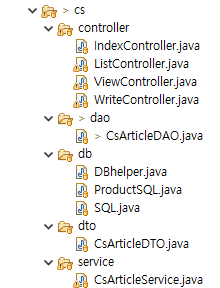 > cs
controller
IndexController.java
ListController.java
ViewController.java
WriteController.java
> dao
> CsArticleDAO.java
db
DBhelper.java
ProductSQL.java
SQL.java
dto
CsArticleDTO.java
service
CsArticleService.java